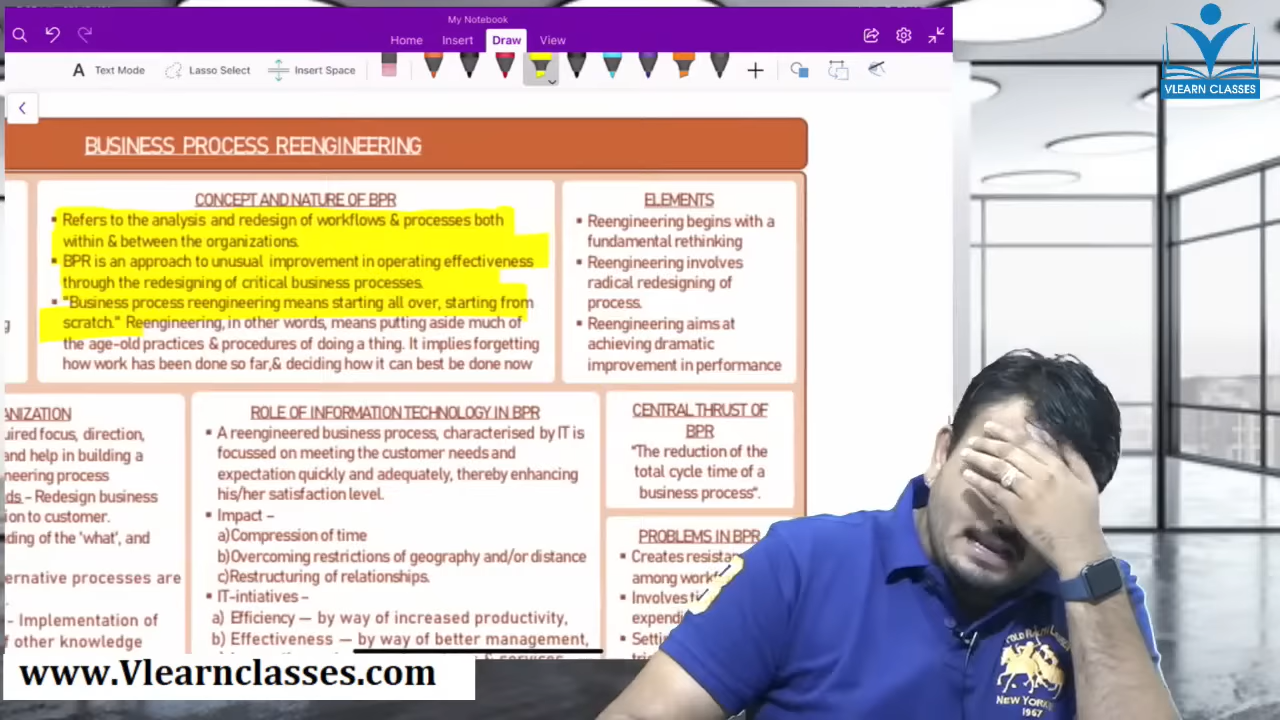 My Notebook
Home Insert Draw View
Text Mode Lasso Select Insert Space
VLEARN CLASSES
BUSINESS PROCESS REENGINEERING
CONCEPT AND NATURE OF BPR
▪ Refers to the analysis and redesign of workflows & processes both
within & between the organizations.
▪ BPR is an approach to unusual improvement in operating effectiveness
through the redesigning of critical business processes.
▪ "Business process reengineering means starting all over, starting from
scratch." Reengineering, in other words, means putting aside much of
the age-old practices & procedures of doing a thing. It implies forgetting
how work has been done so far,& deciding how it can best be done now
ELEMENTS
▪ Reengineering begins with a
fundamental rethinking
▪ Reengineering involves
radical redesigning of
process.
▪ Reengineering aims at
achieving dramatic
improvement in performance
ANIZATION
uired focus, direction,
and help in building a
neering process
ds – Redesign business
ion to customer.
ding of the 'what', and
ernative processes are
- Implementation of
f other knowledge
ROLE OF INFORMATION TECHNOLOGY IN BPR
▪ A reengineered business process, characterised by IT is
focussed on meeting the customer needs and
expectation quickly and adequately, thereby enhancing
his/her satisfaction level.
▪ Impact –
a)Compression of time
b)Overcoming restrictions of geography and/or distance
c)Restructuring of relationships.
▪ IT-intiatives –
a) Efficiency — by way of increased productivity,
b) Effectiveness — by way of better management,
CENTRAL THRUST OF
BPR
"The reduction of the
total cycle time of a
business process".
PROBLEMS IN BPR
▪ Creates resista
among work
▪ Involves ti
expendi
▪ Setti
NEW YORK
1967
www.Vlearnclasses.com